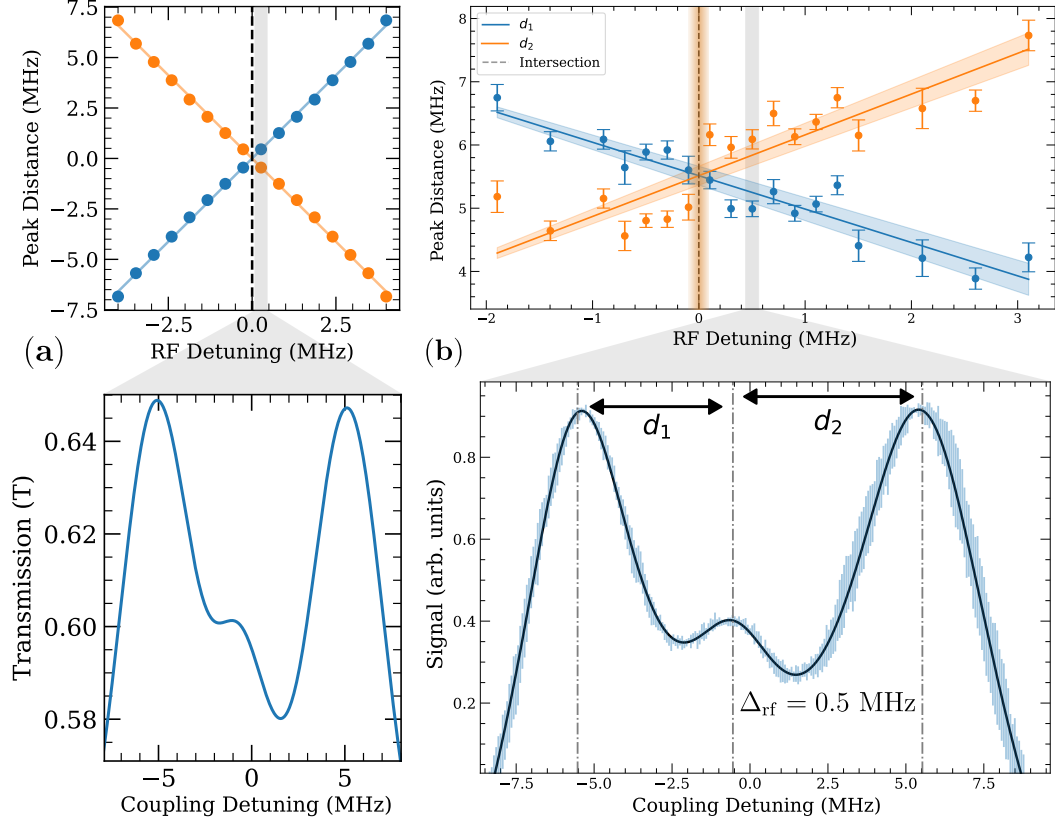 7.5
5.0
2.5
0.0
−2.5
−5.0
−7.5
Peak Distance (MHz)
−2.5
0.0
2.5
RF Detuning (MHz)
(a)
d1
d2
Intersection
8
7
6
5
4
Peak Distance (MHz)
−2
−1
0
1
2
3
RF Detuning (MHz)
(b)
0.64
0.62
0.60
0.58
Transmission (T)
−5
0
5
Coupling Detuning (MHz)
d1
d2
0.8
0.6
0.4
0.2
Signal (arb. units)
Δrf = 0.5 MHz
−7.5
−5.0
−2.5
0.0
2.5
5.0
7.5
Coupling Detuning (MHz)